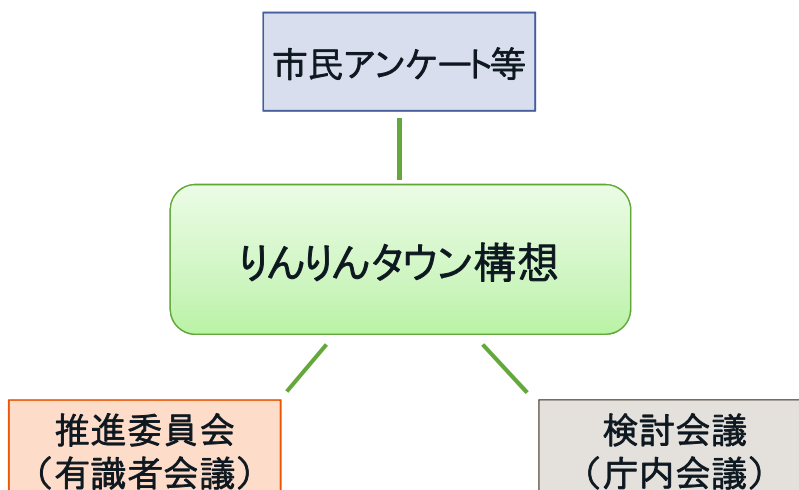 市民アンケート等
りんりんタウン構想
推進委員会
（有識者会議）
検討会議
（庁内会議）